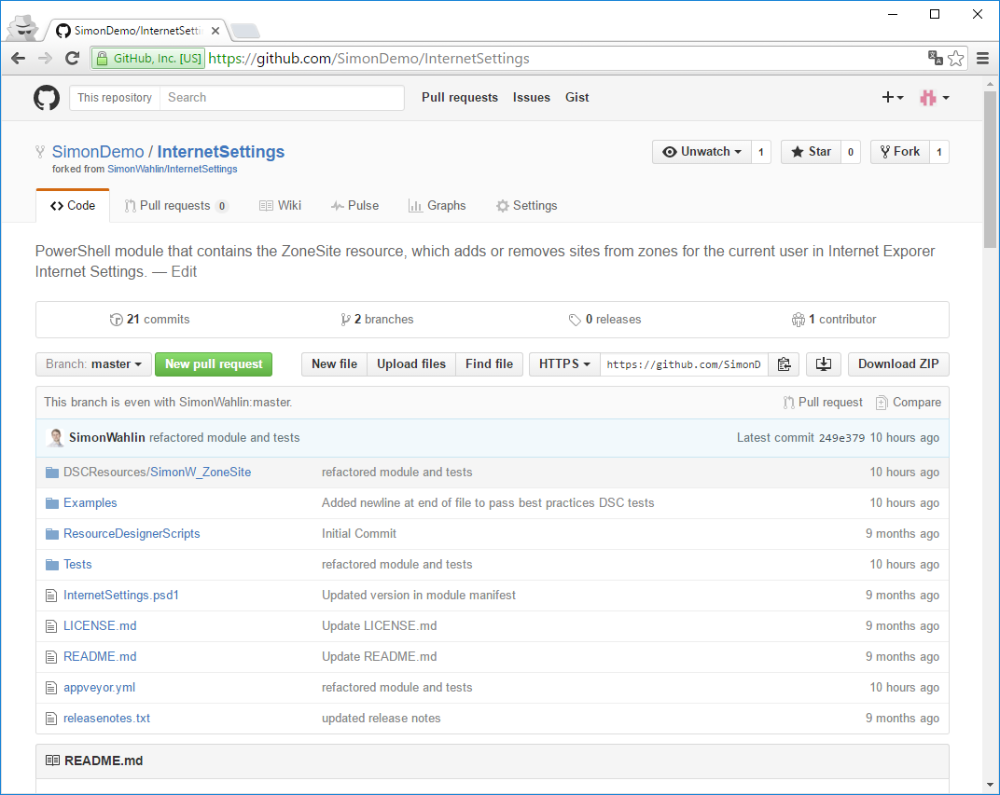 SimonDemo/InternetSetti
GitHub, Inc. [US] https://github.com/SimonDemo/InternetSettings
This repository Search Pull requests Issues Gist
SimonDemo / InternetSettings Unwatch 1 Star 0 Fork 1
forked from SimonWahlin/InternetSettings
Code Pull requests 0 Wiki Pulse Graphs Settings
PowerShell module that contains the ZoneSite resource, which adds or removes sites from zones for the current user in Internet Exporer
Internet Settings. — Edit
21 commits 2 branches 0 releases 1 contributor
Branch: master New pull request New file Upload files Find file HTTPS https://github.com/SimonD Download ZIP
This branch is even with SimonWahlin:master. Pull request Compare
SimonWahlin refactored module and tests Latest commit 249e379 10 hours ago
DSCResources/SimonW_ZoneSite refactored module and tests 10 hours ago
Examples Added newline at end of file to pass best practices DSC tests 10 hours ago
ResourceDesignerScripts Initial Commit 9 months ago
Tests refactored module and tests 10 hours ago
InternetSettings.psd1 Updated version in module manifest 9 months ago
LICENSE.md Update LICENSE.md 9 months ago
README.md Update README.md 9 months ago
appveyor.yml refactored module and tests 10 hours ago
releasenotes.txt updated release notes 9 months ago
README.md